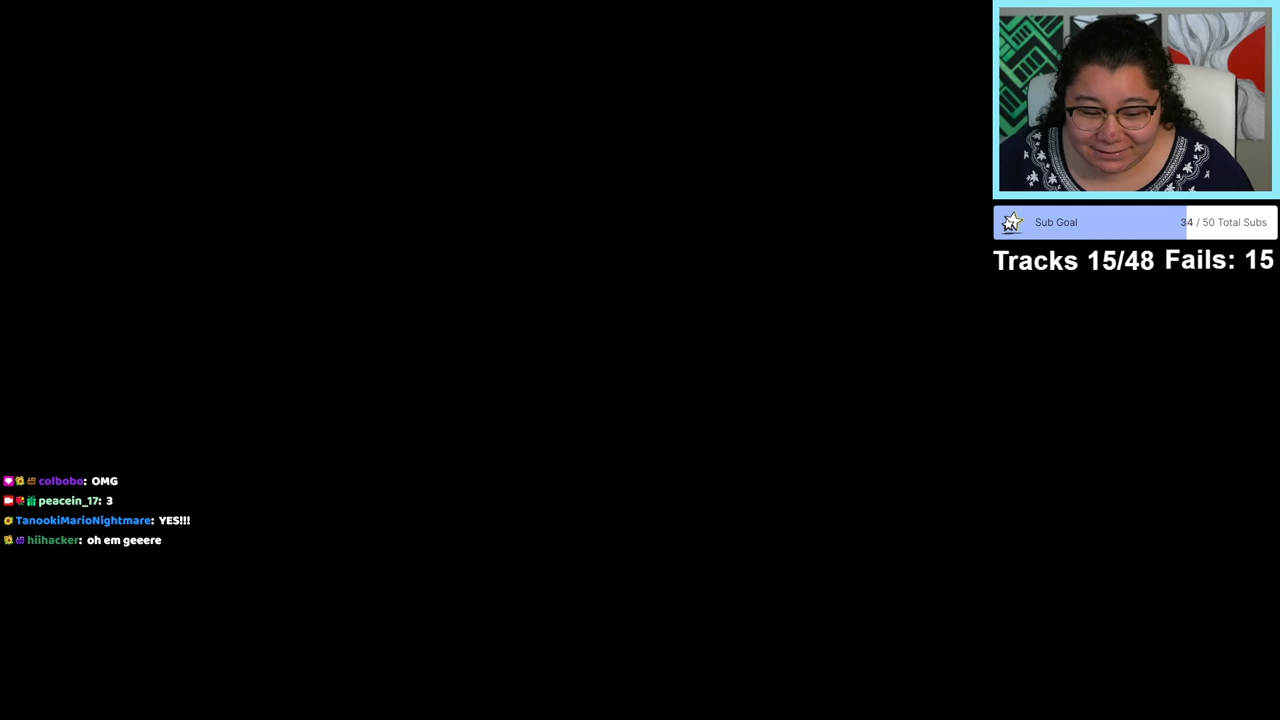 Sub Goal 34 / 50 Total Subs
Tracks 15/48 Fails: 15
colbobo: OMG
peacein_17: 3
TanookiMarioNightmare: YES!!!
hiihacker: oh em geeere